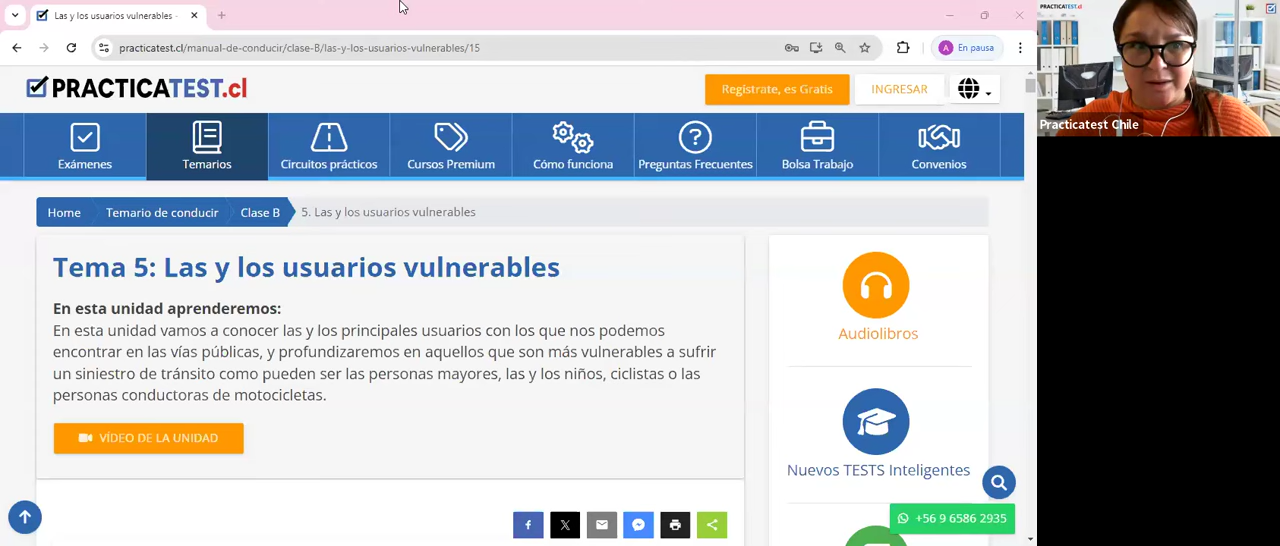 Las y los usuarios vulnerables -
practicatest.cl/manual-de-conducir/clase-B/las-y-los-usuarios-vulnerables/15
A
En pausa
PRACTICATEST.cl
Regístrate, es Gratis
INGRESAR
Exámenes
Temarios
Circuitos prácticos
Cursos Premium
Cómo funciona
Preguntas Frecuentes
Bolsa Trabajo
Convenios
Home
Temario de conducir
Clase B
5. Las y los usuarios vulnerables
Tema 5: Las y los usuarios vulnerables
En esta unidad aprenderemos:
En esta unidad vamos a conocer las y los principales usuarios con los que nos podemos
encontrar en las vías públicas, y profundizaremos en aquellos que son más vulnerables a sufrir
un siniestro de tránsito como pueden ser las personas mayores, las y los niños, ciclistas o las
personas conductoras de motocicletas.
VÍDEO DE LA UNIDAD
Audiolibros
Nuevos TESTS Inteligentes
+56 9 6586 2935
PRACTICATEST.cl
Practicatest Chile